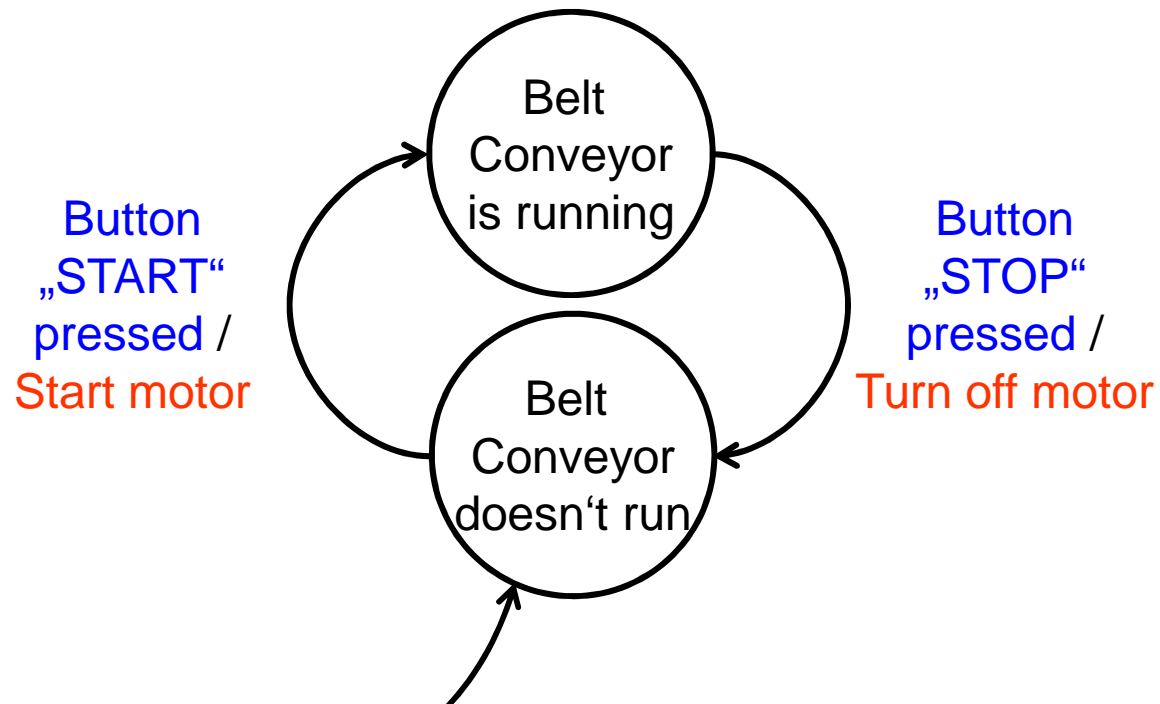 Belt
Conveyor
is running
Button
„START“
pressed /
Start motor
Button
„STOP“
pressed /
Turn off motor
Belt
Conveyor
doesn‘t run